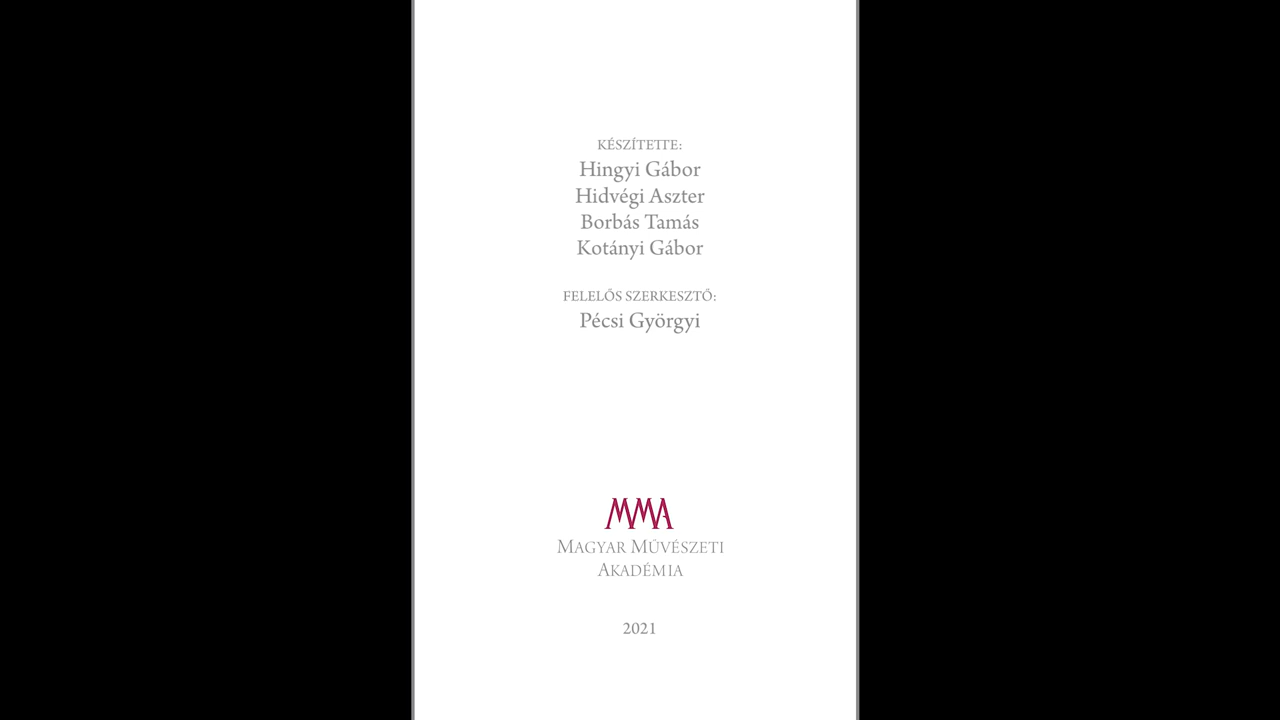 KÉSZÍTETTE:
Hingyi Gábor
Hidvégi Aszter
Borbás Tamás
Kotányi Gábor
FELELŐS SZERKESZTŐ:
Pécsi Györgyi
MMA
MAGYAR MŰVÉSZETI
AKADÉMIA
2021